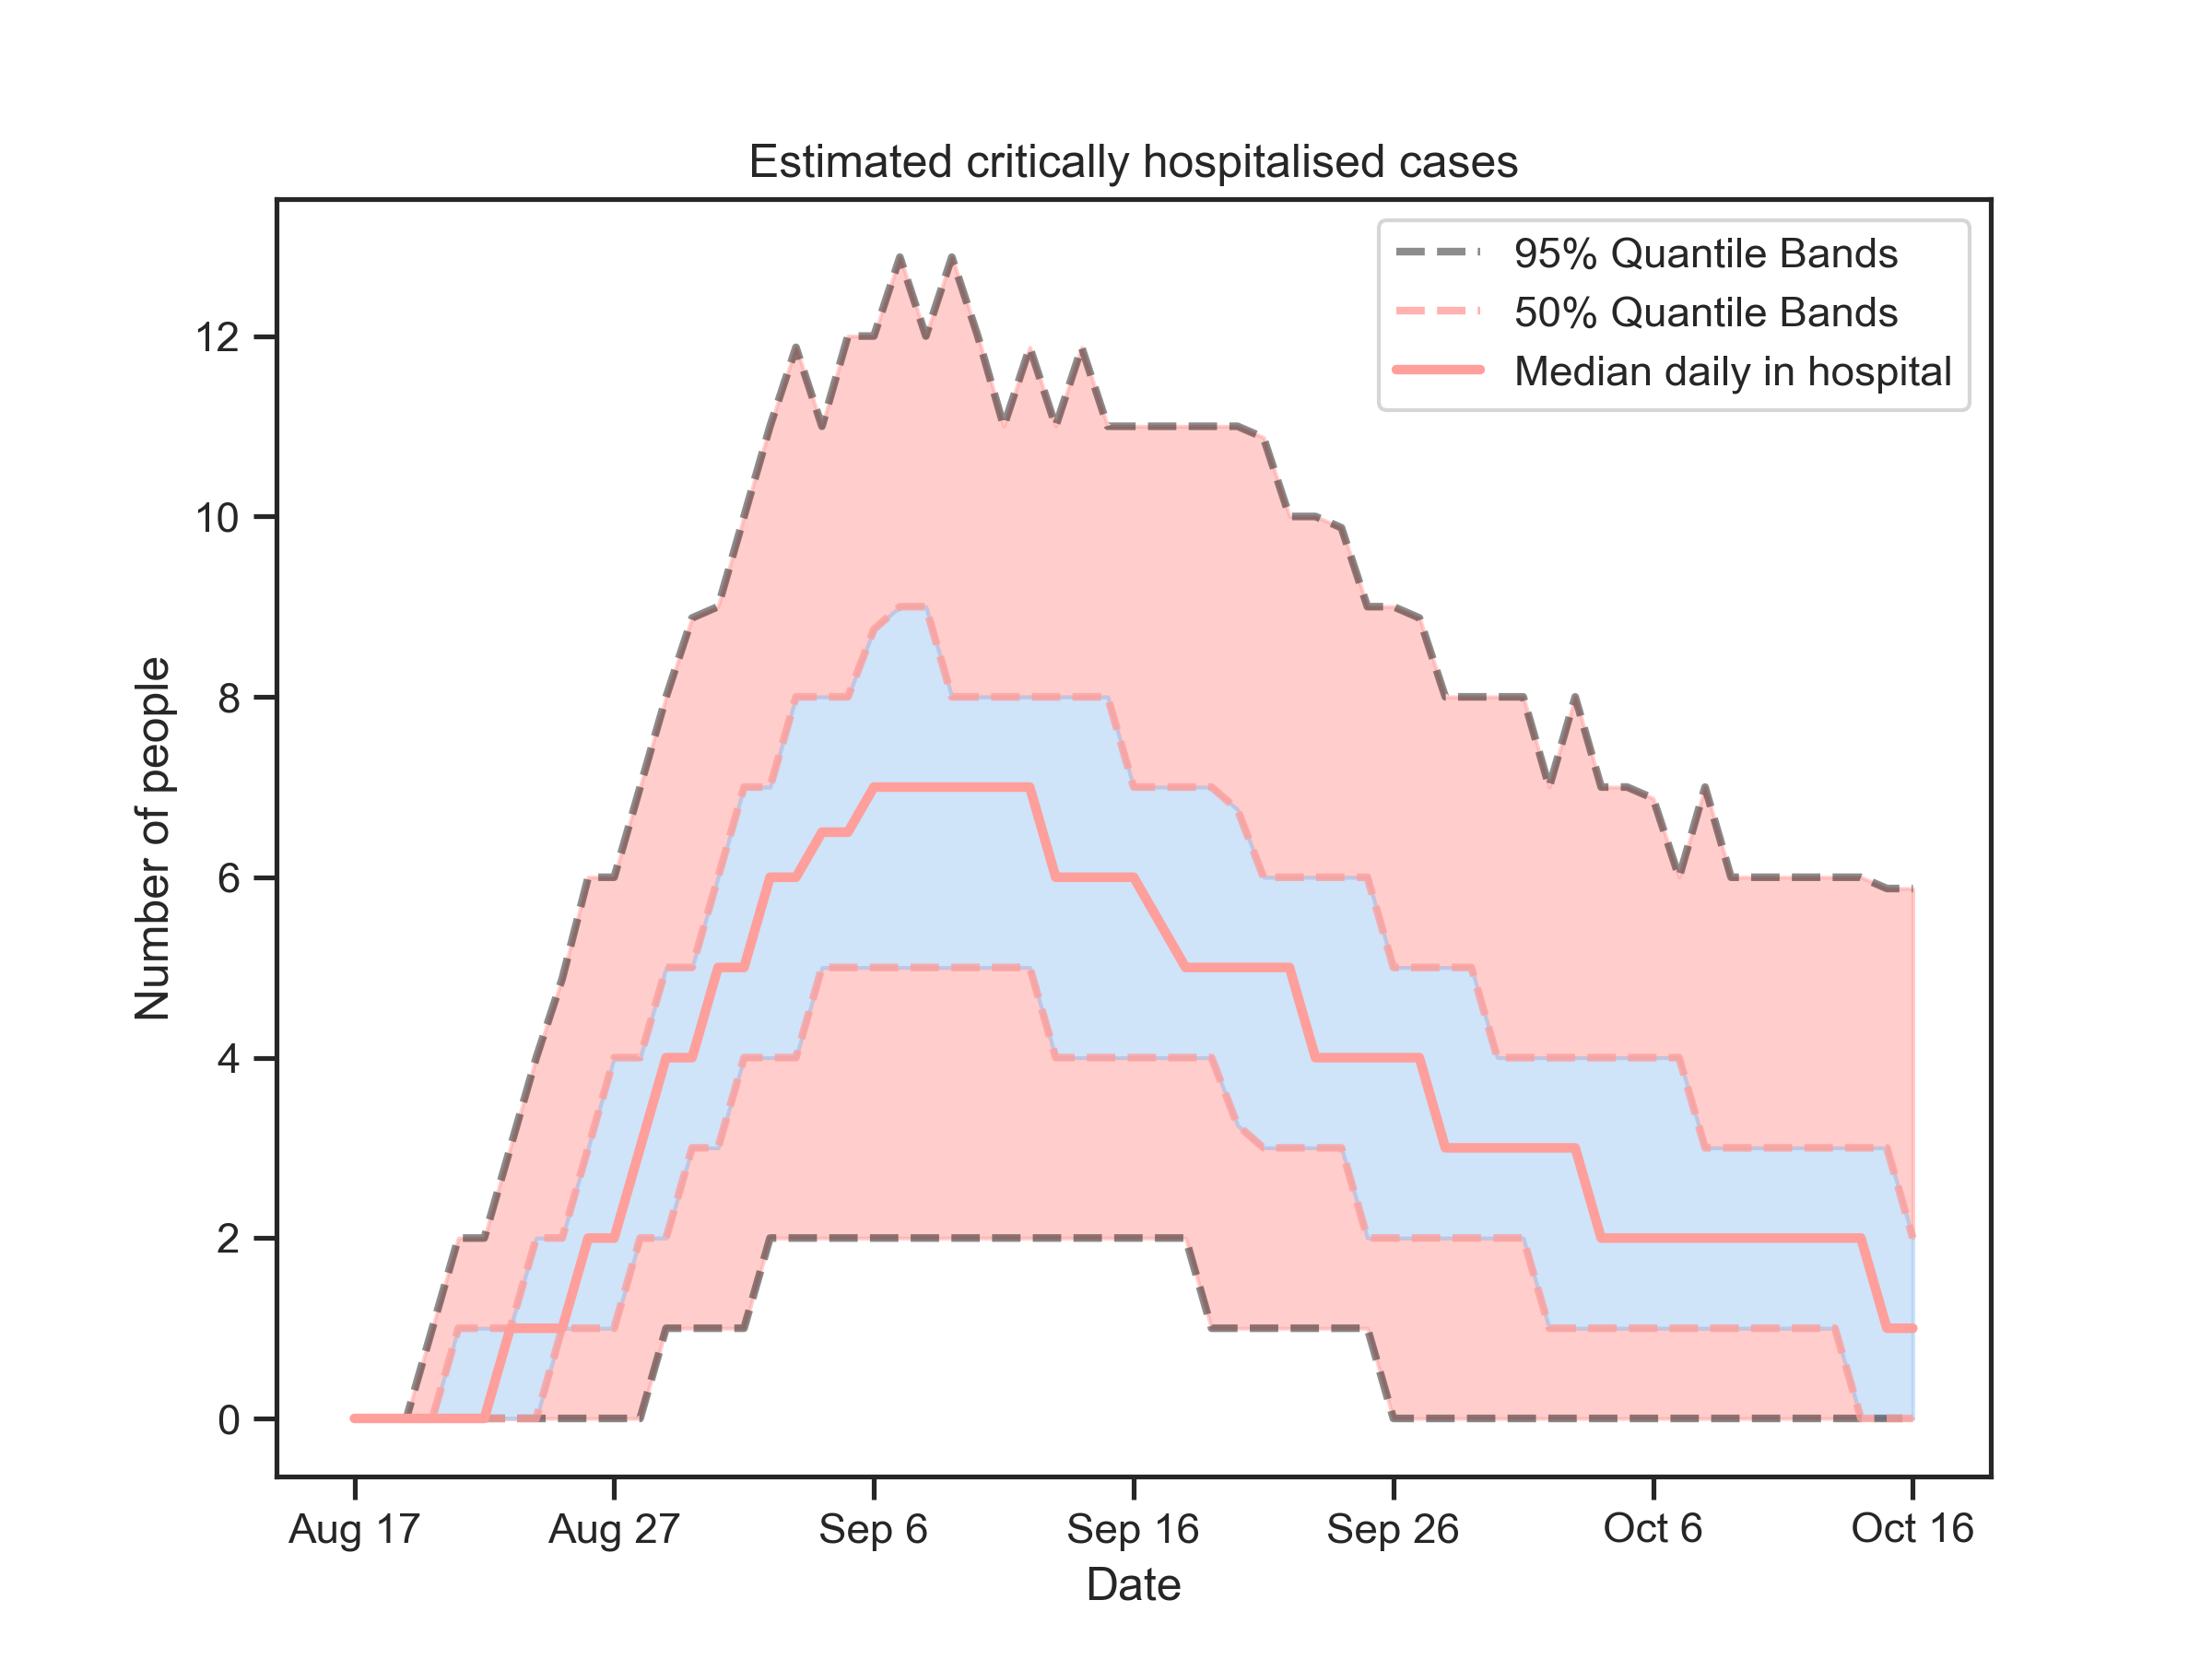 Estimated critically hospitalised cases
95% Quantile Bands
50% Quantile Bands
Median daily in hospital
12
10
8
6
4
2
0
Number of people
Aug 17 Aug 27 Sep 6 Sep 16 Sep 26 Oct 6 Oct 16
Date